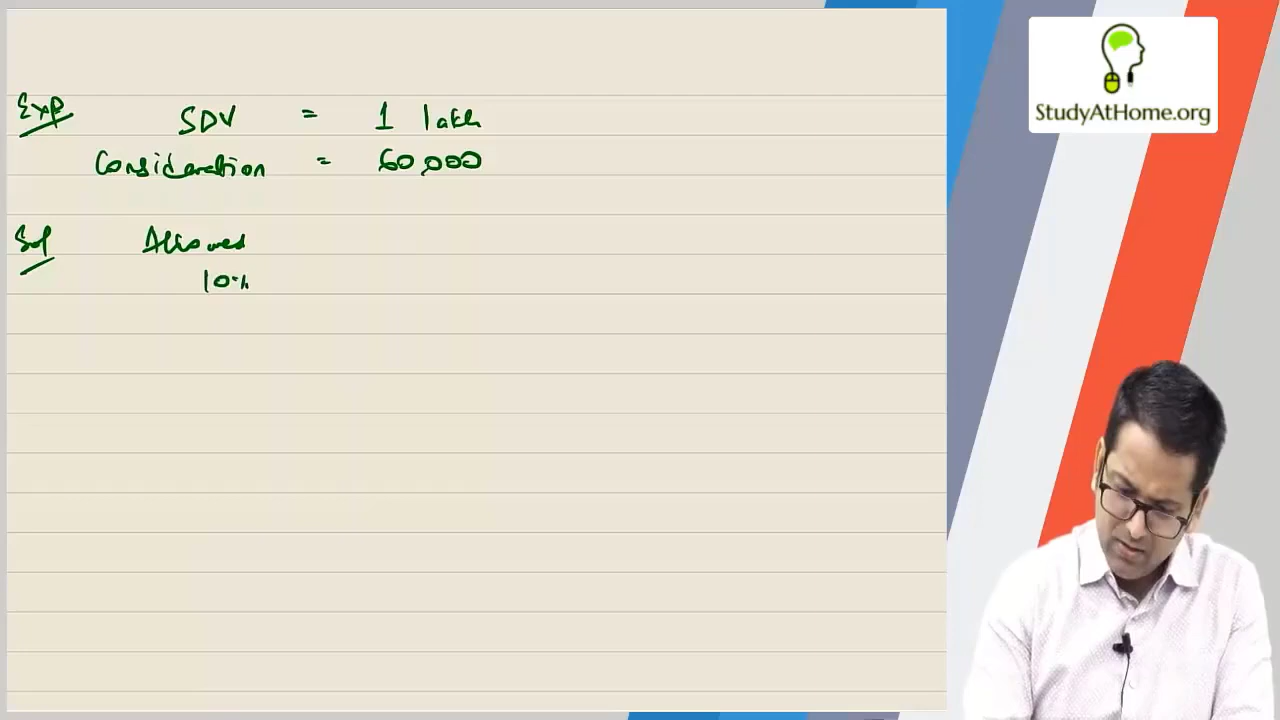 StudyAtHome.org
Exp SDV = 1 lakh
Consideration = 60,000
Sol Allowed
10%